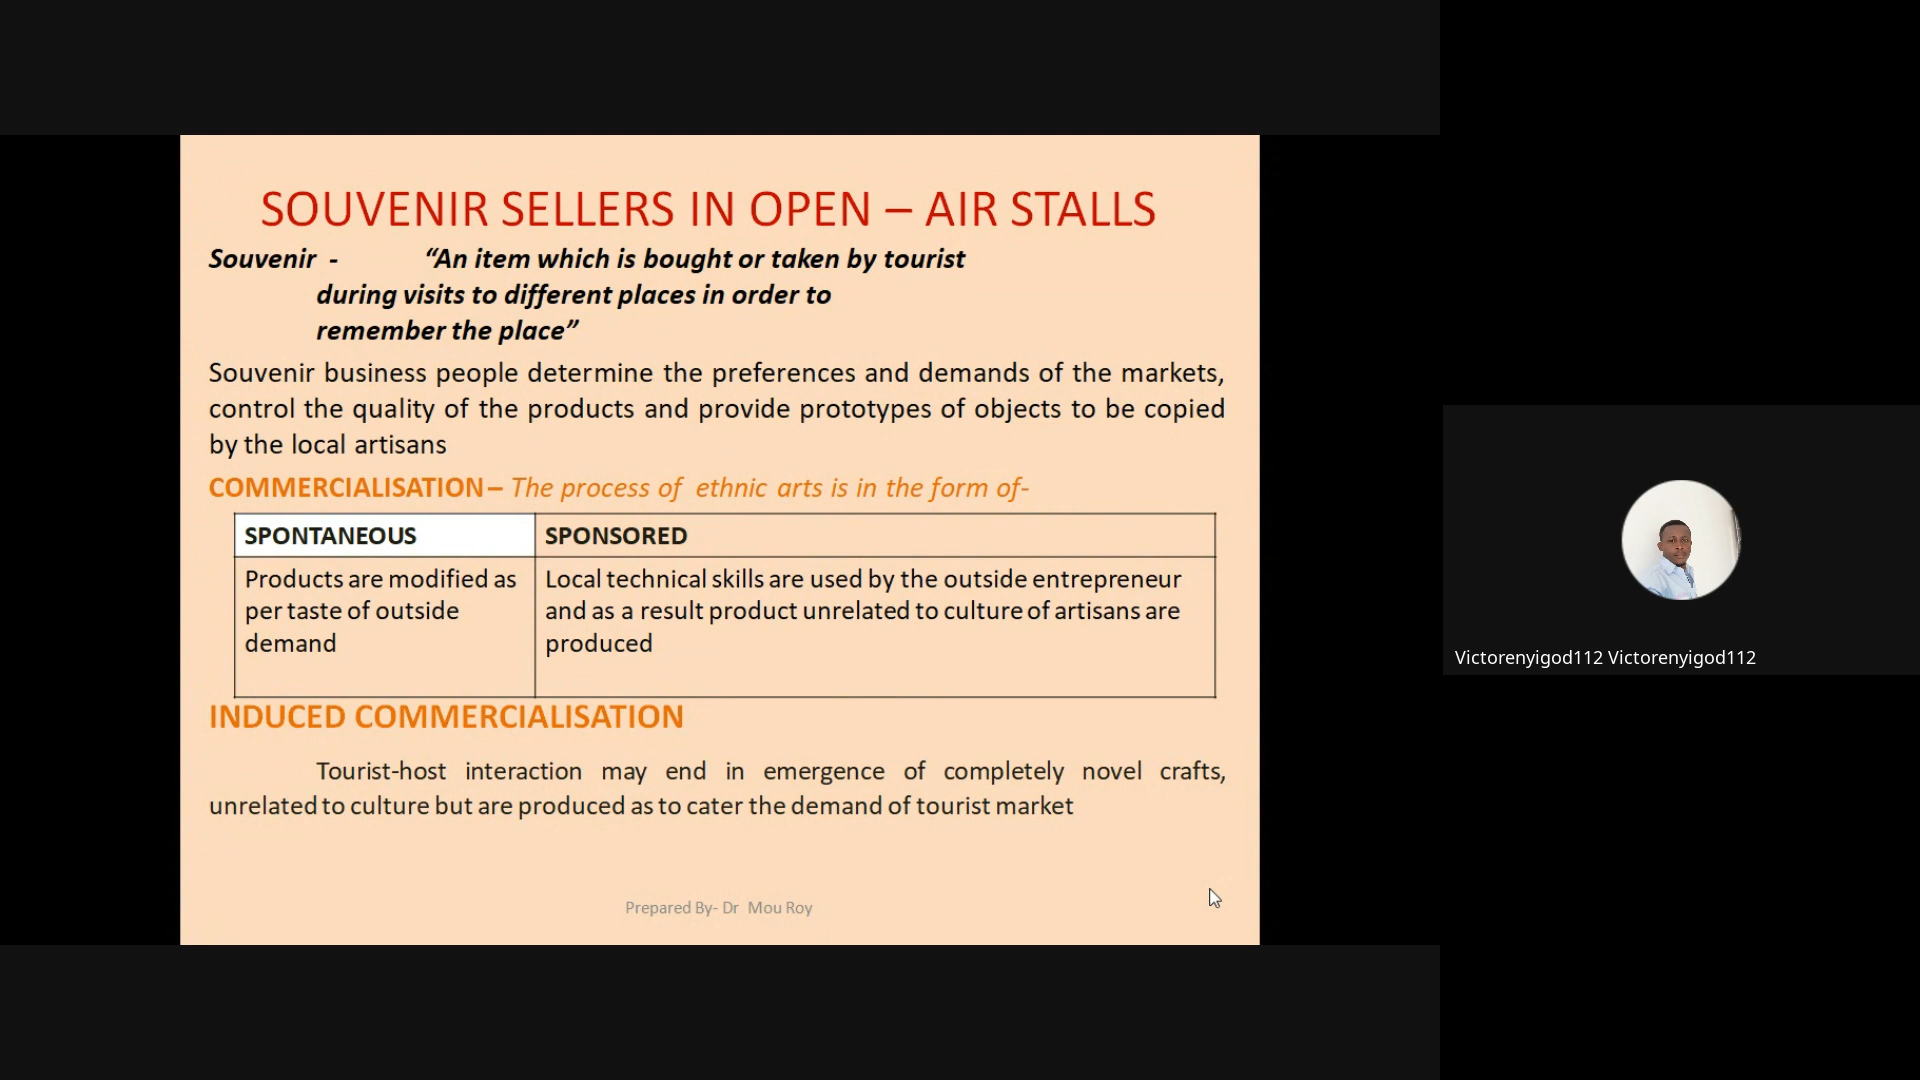 SOUVENIR SELLERS IN OPEN – AIR STALLS
Souvenir - “An item which is bought or taken by tourist
during visits to different places in order to
remember the place”
Souvenir business people determine the preferences and demands of the markets,
control the quality of the products and provide prototypes of objects to be copied
by the local artisans
COMMERCIALISATION – The process of ethnic arts is in the form of-
SPONTANEOUS
SPONSORED
Products are modified as
per taste of outside
demand
Local technical skills are used by the outside entrepreneur
and as a result product unrelated to culture of artisans are
produced
INDUCED COMMERCIALISATION
Tourist-host interaction may end in emergence of completely novel crafts,
unrelated to culture but are produced as to cater the demand of tourist market
Prepared By- Dr Mou Roy
Victorenyigod112 Victorenyigod112